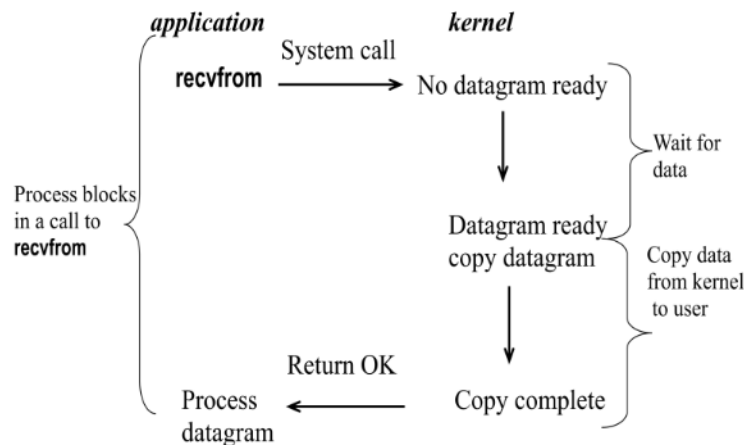 application
kernel
System call
recvfrom
No datagram ready
Wait for
data
Process blocks
in a call to
recvfrom
Datagram ready
copy datagram
Copy data
from kernel
to user
Return OK
Process
datagram
Copy complete